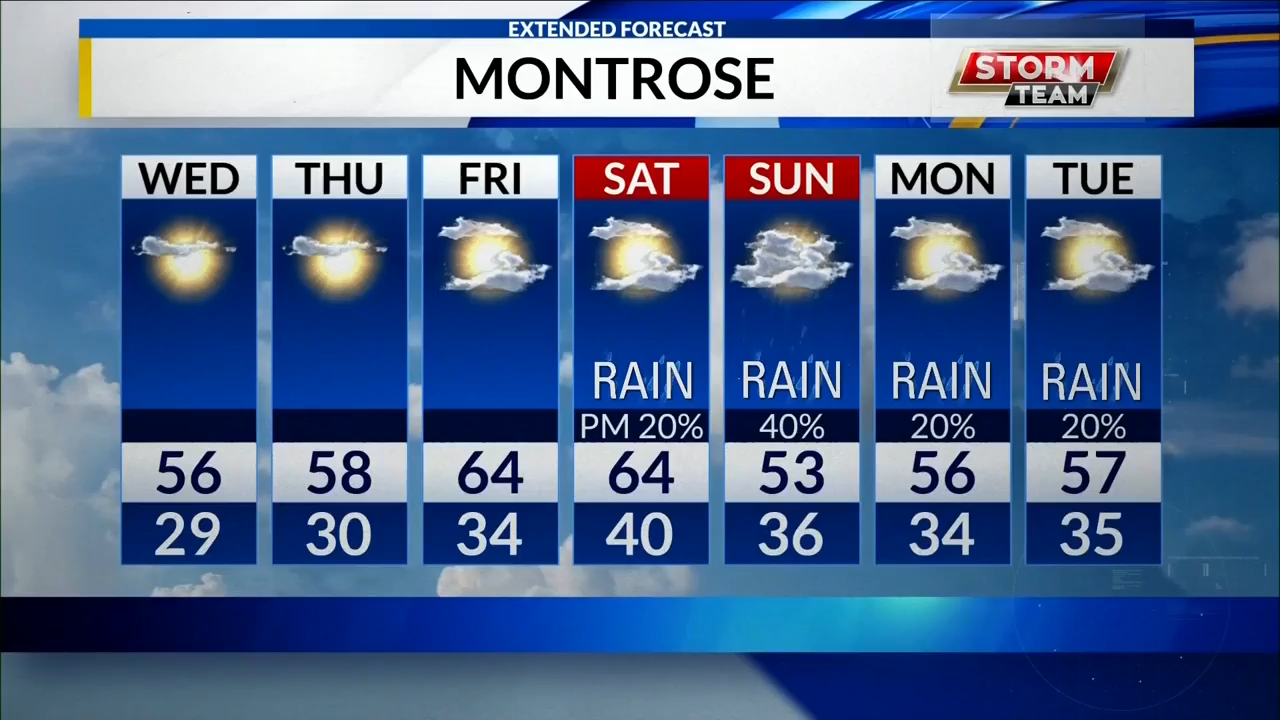 EXTENDED FORECAST
MONTROSE
STORM
TEAM
WED THU FRI SAT SUN MON TUE
RAIN RAIN RAIN RAIN
PM 20% 40% 20% 20%
56 58 64 64 53 56 57
29 30 34 40 36 34 35